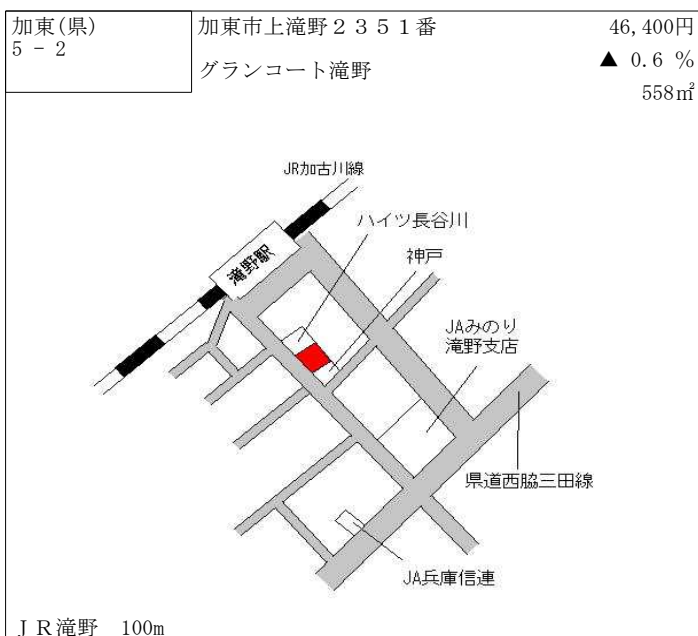 加東(県)
5 - 2
加東市上滝野２３５１番
グランコート滝野
46,400円
▲ 0.6 %
558㎡
JR加古川線
ハイツ長谷川
滝野駅
神戸
JAみのり
滝野支店
県道西脇三田線
JA兵庫信連
ＪＲ滝野　100m